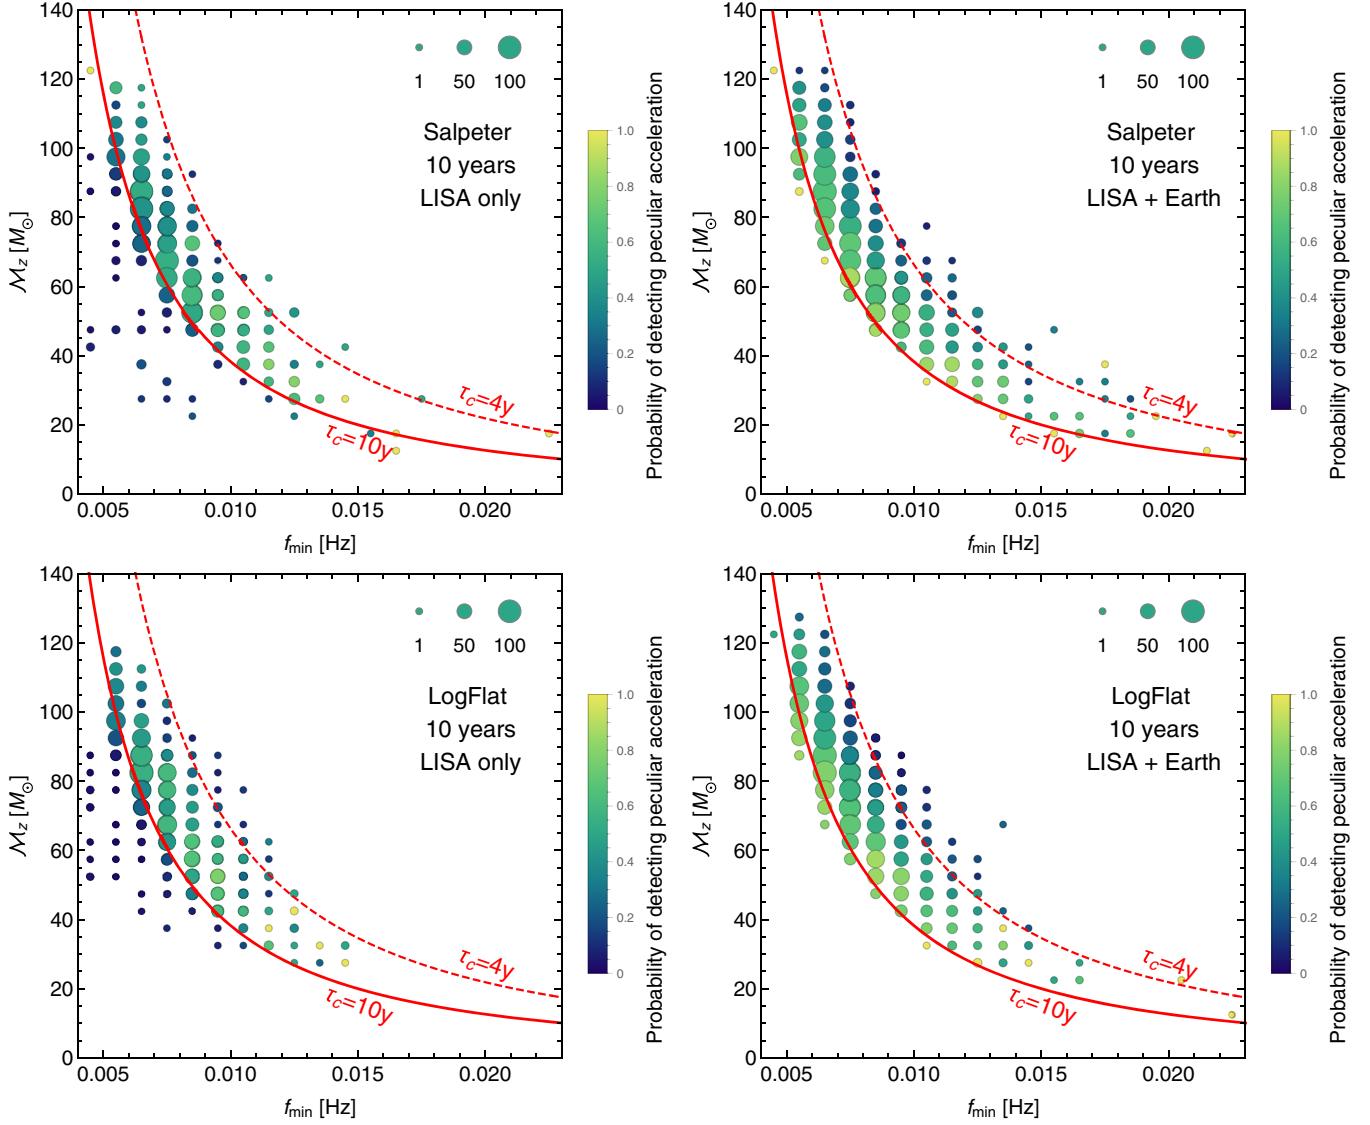 140
120
100
80
60
40
20
0
ℳz [M⊙]
1 50 100
Salpeter
10 years
LISA only
τc=4y
τc=10y
0.005 0.010 0.015 0.020
fmin [Hz]
1.0
0.8
0.6
0.4
0.2
0
Probability of detecting peculiar acceleration
140
120
100
80
60
40
20
0
ℳz [M⊙]
1 50 100
Salpeter
10 years
LISA + Earth
τc=4y
τc=10y
0.005 0.010 0.015 0.020
fmin [Hz]
1.0
0.8
0.6
0.4
0.2
0
Probability of detecting peculiar acceleration
140
120
100
80
60
40
20
0
ℳz [M⊙]
1 50 100
LogFlat
10 years
LISA only
τc=4y
τc=10y
0.005 0.010 0.015 0.020
fmin [Hz]
1.0
0.8
0.6
0.4
0.2
0
Probability of detecting peculiar acceleration
140
120
100
80
60
40
20
0
ℳz [M⊙]
1 50 100
LogFlat
10 years
LISA + Earth
τc=4y
τc=10y
0.005 0.010 0.015 0.020
fmin [Hz]
1.0
0.8
0.6
0.4
0.2
0
Probability of detecting peculiar acceleration